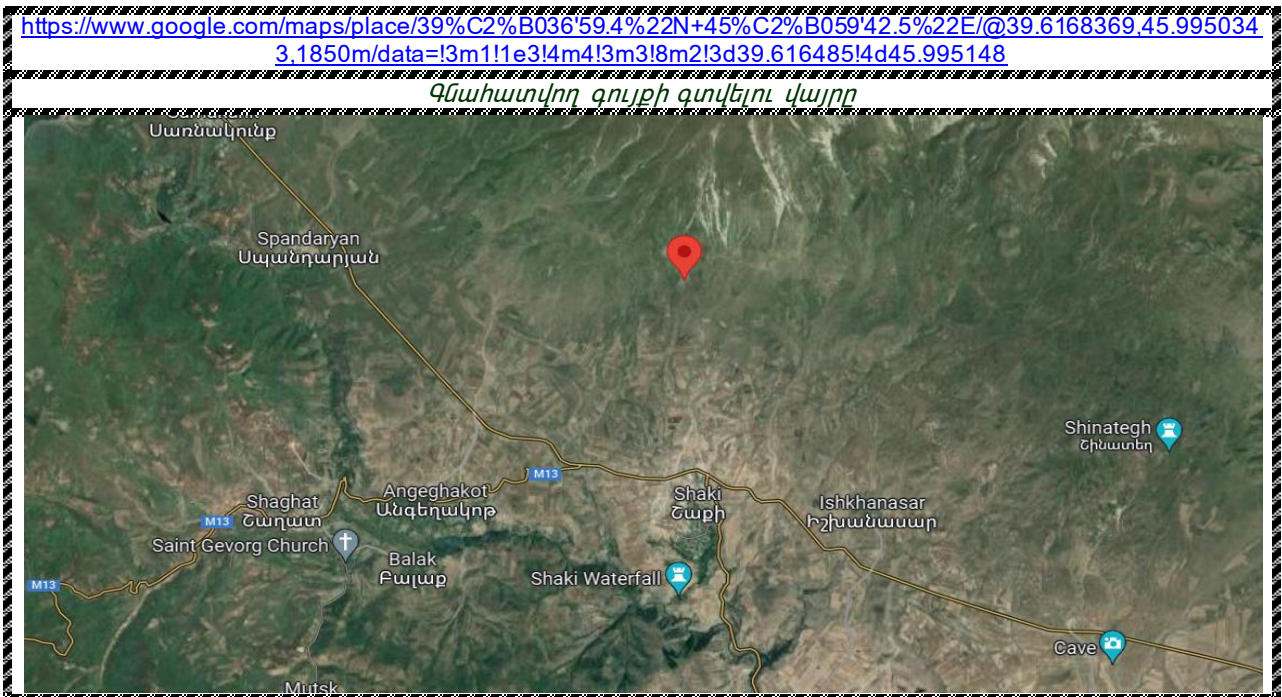 https://www.google.com/maps/place/39%C2%B036'59.4%22N+45%C2%B059'42.5%22E/@39.6168369,45.995034
3,1850m/data=!3m1!1e3!4m4!3m3!8m2!3d39.616485!4d45.995148
Գնահատվող գույքի գտվելու վայրը
Սառնակունք
Spandaryan
Սպանդարյան
Shinategh
Շինատեղ
M13
Shaghat
Շաղատ
Angeghakot
Անգեղակոթ
Shaki
Շաքի
Ishkhanasar
Իշխանասար
M13
Saint Gevorg Church
Balak
Բալաք
Shaki Waterfall
M13
Cave
Mutsk